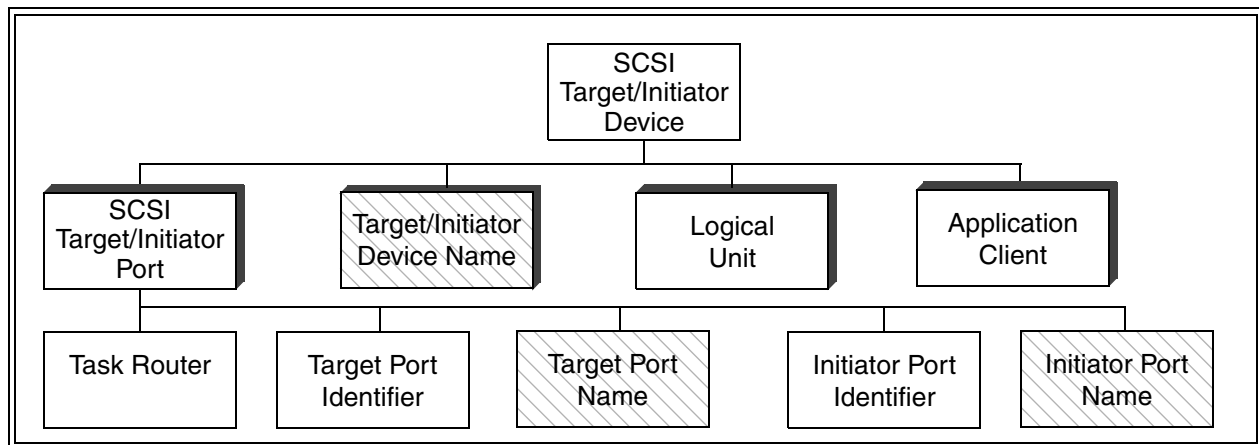 SCSI
Target/Initiator
Device
SCSI
Target/Initiator
Port
Target/Initiator
Device Name
Logical
Unit
Application
Client
Task Router
Target Port
Identifier
Target Port
Name
Initiator Port
Identifier
Initiator Port
Name